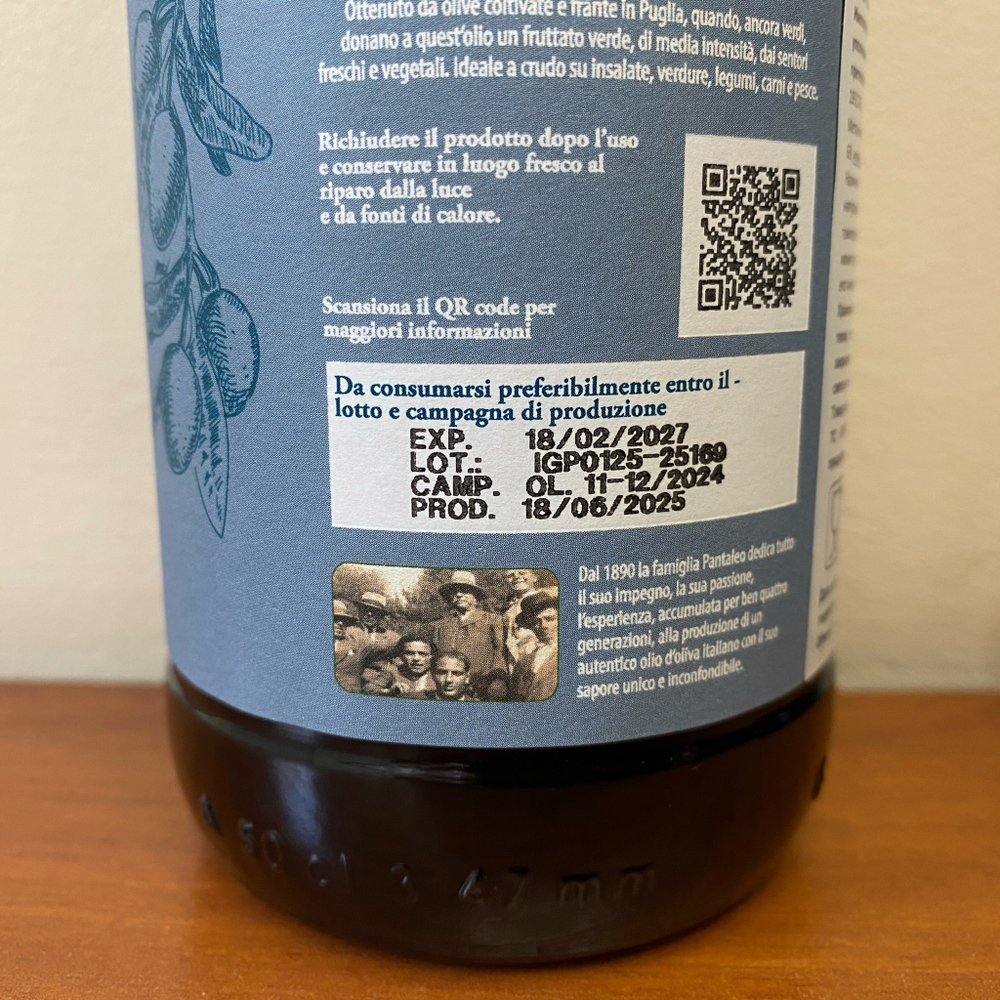 Ottenuto da olive coltivate e frante in Puglia, quando, ancora verdi,
donano a quest'olio un fruttato verde, di media intensità, dai sentori
freschi e vegetali. Ideale a crudo su insalate, verdure, legumi, carni e pesce.
Richiudere il prodotto dopo l'uso
e conservare in luogo fresco al
riparo dalla luce
e da fonti di calore.
Scansiona il QR code per
maggiori informazioni
Da consumarsi preferibilmente entro il -
lotto e campagna di produzione
EXP. 18/02/2027
LOT.: IGP0125-25169
CAMP. OL. 11-12/2024
PROD. 18/06/2025
Dal 1890 la famiglia Pantaleo dedica tutto
il suo impegno, la sua passione,
l'esperienza, accumulata per ben quattro
generazioni, alla produzione di un
autentico olio d'oliva italiano con il suo
sapore unico e inconfondibile.
50 cl 3 47 mm